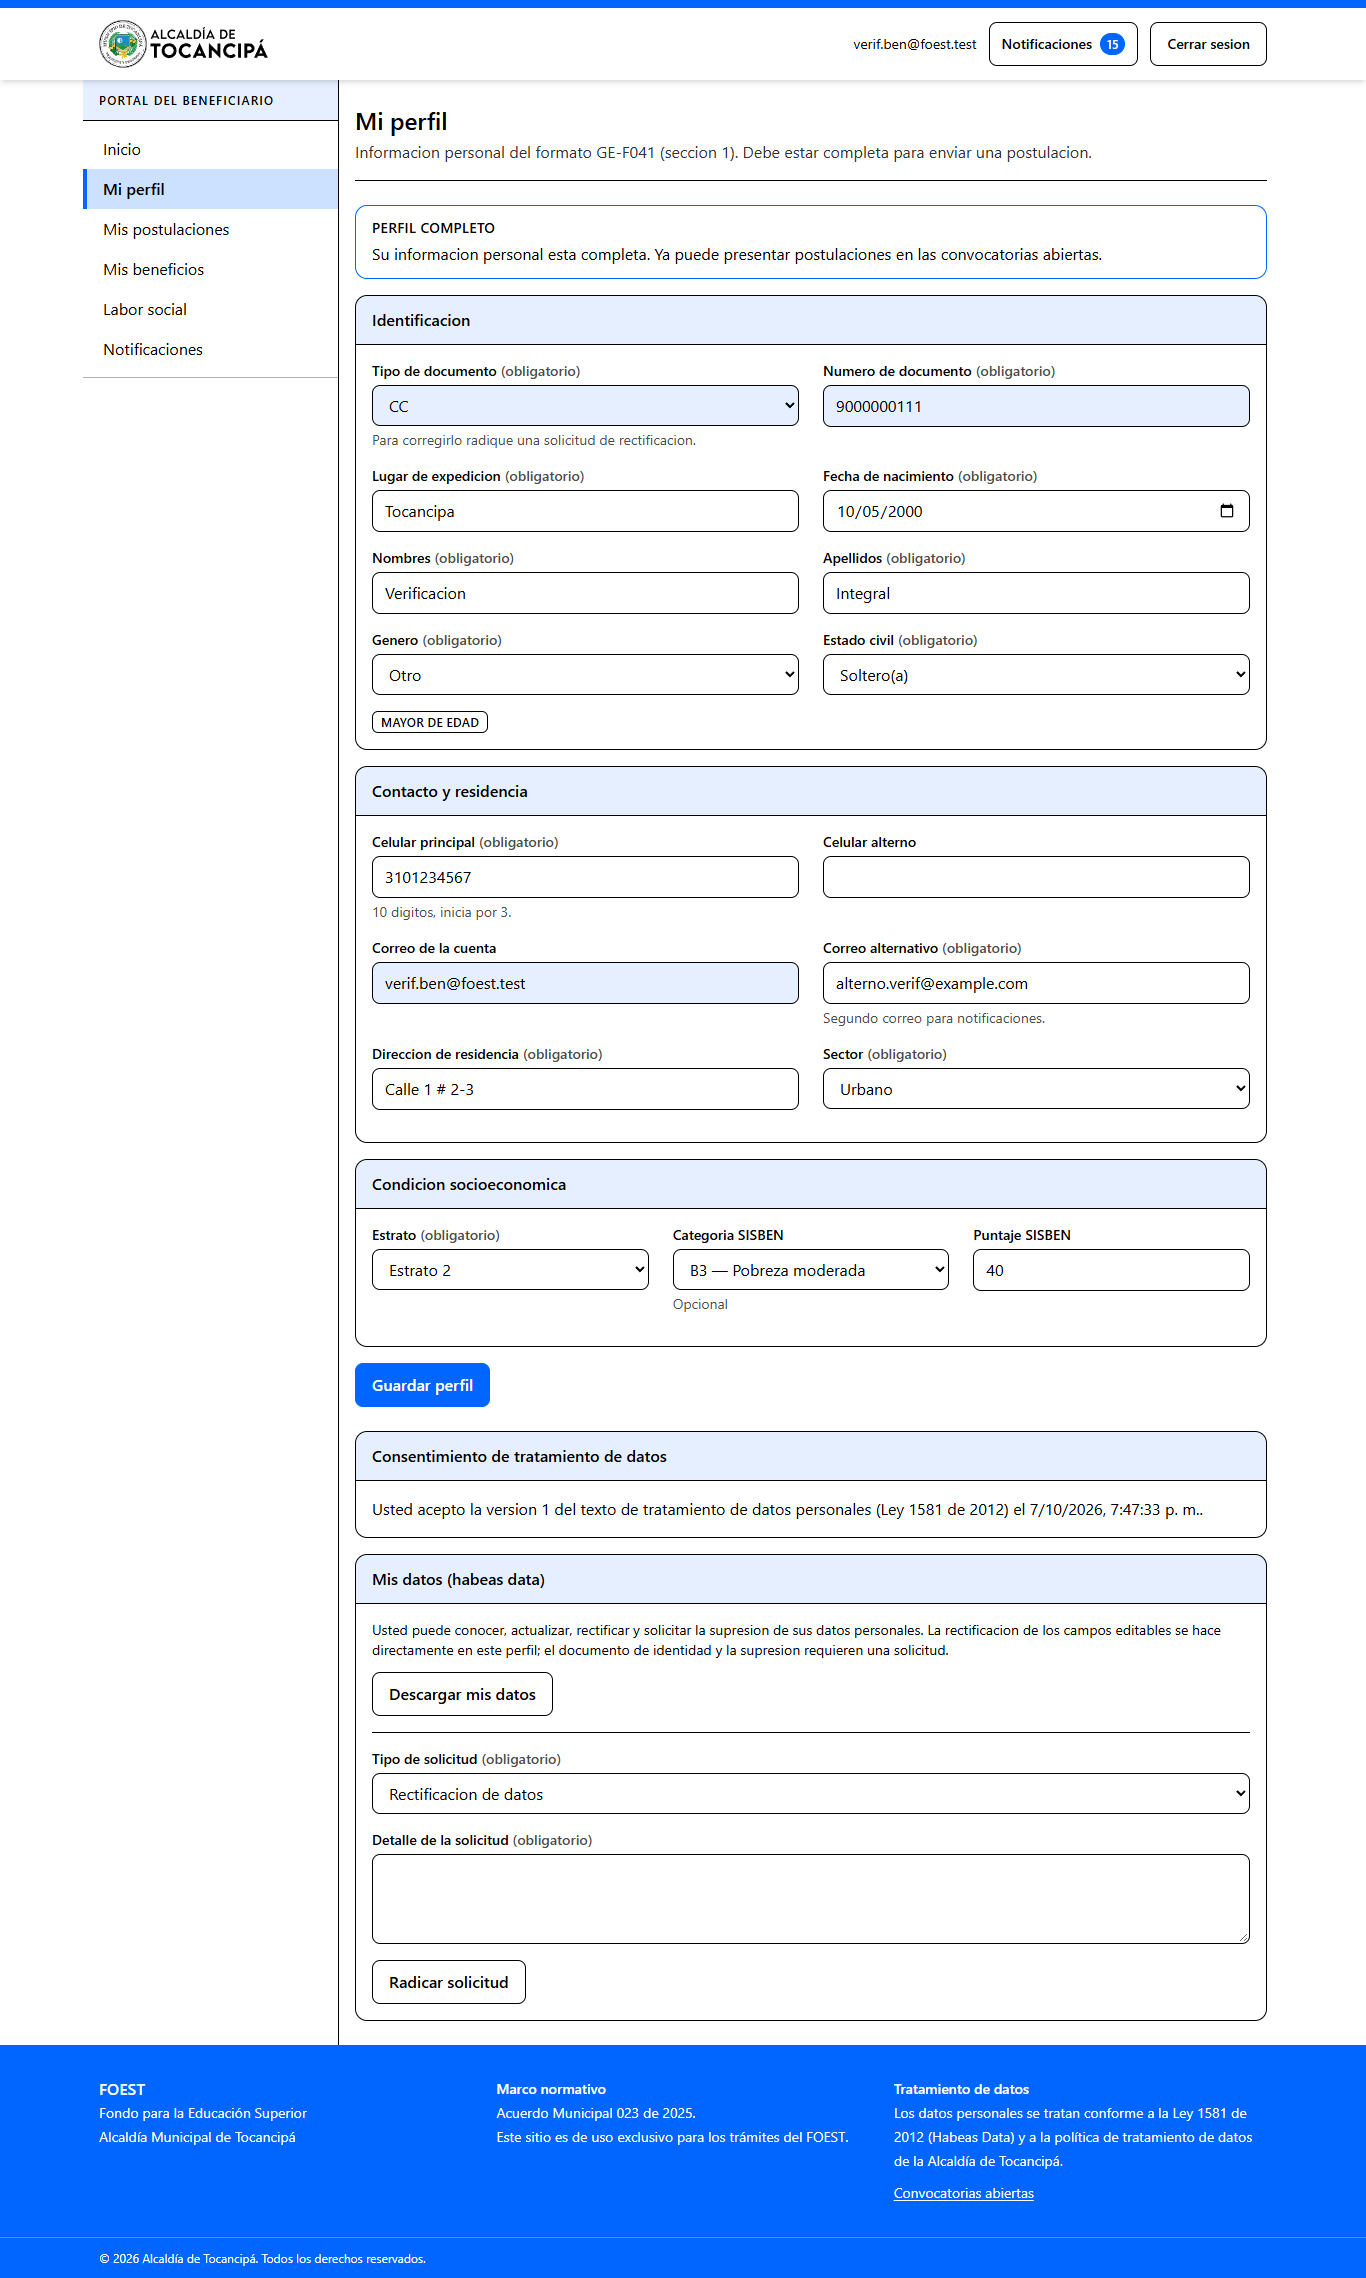 ALCALDÍA DE
TOCANCIPÁ
verif.ben@foest.test
Notificaciones 15
Cerrar sesion
PORTAL DEL BENEFICIARIO
Inicio
Mi perfil
Mis postulaciones
Mis beneficios
Labor social
Notificaciones
Mi perfil
Informacion personal del formato GE-F041 (seccion 1). Debe estar completa para enviar una postulacion.
PERFIL COMPLETO
Su informacion personal esta completa. Ya puede presentar postulaciones en las convocatorias abiertas.
Identificacion
Tipo de documento (obligatorio)
CC
Para corregirlo radique una solicitud de rectificacion.
Numero de documento (obligatorio)
9000000111
Lugar de expedicion (obligatorio)
Tocancipa
Fecha de nacimiento (obligatorio)
10/05/2000
Nombres (obligatorio)
Verificacion
Apellidos (obligatorio)
Integral
Genero (obligatorio)
Otro
Estado civil (obligatorio)
Soltero(a)
MAYOR DE EDAD
Contacto y residencia
Celular principal (obligatorio)
3101234567
10 digitos, inicia por 3.
Celular alterno
Correo de la cuenta
verif.ben@foest.test
Correo alternativo (obligatorio)
alterno.verif@example.com
Segundo correo para notificaciones.
Direccion de residencia (obligatorio)
Calle 1 # 2-3
Sector (obligatorio)
Urbano
Condicion socioeconomica
Estrato (obligatorio)
Estrato 2
Categoria SISBEN
B3 — Pobreza moderada
Opcional
Puntaje SISBEN
40
Guardar perfil
Consentimiento de tratamiento de datos
Usted acepto la version 1 del texto de tratamiento de datos personales (Ley 1581 de 2012) el 7/10/2026, 7:47:33 p. m..
Mis datos (habeas data)
Usted puede conocer, actualizar, rectificar y solicitar la supresion de sus datos personales. La rectificacion de los campos editables se hace
directamente en este perfil; el documento de identidad y la supresion requieren una solicitud.
Descargar mis datos
Tipo de solicitud (obligatorio)
Rectificacion de datos
Detalle de la solicitud (obligatorio)
Radicar solicitud
FOEST
Fondo para la Educación Superior
Alcaldía Municipal de Tocancipá
Marco normativo
Acuerdo Municipal 023 de 2025.
Este sitio es de uso exclusivo para los trámites del FOEST.
Tratamiento de datos
Los datos personales se tratan conforme a la Ley 1581 de
2012 (Habeas Data) y a la política de tratamiento de datos
de la Alcaldía de Tocancipá.
Convocatorias abiertas
© 2026 Alcaldía de Tocancipá. Todos los derechos reservados.